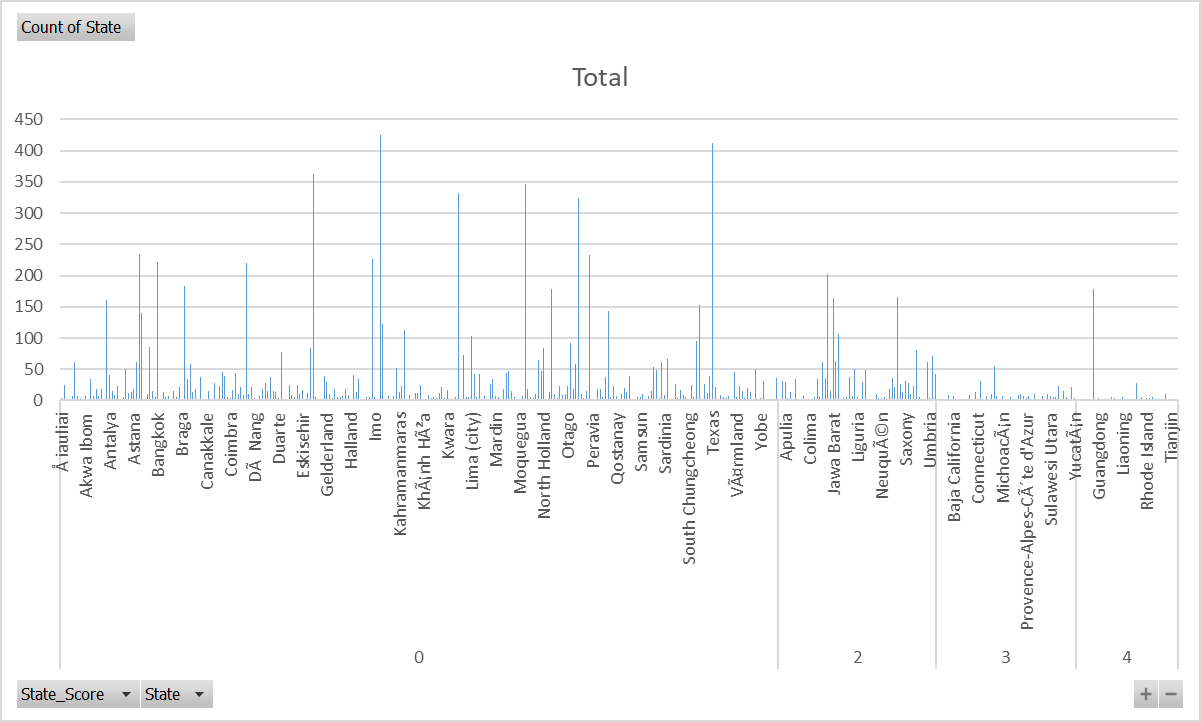 Count of State
Total
450
400
350
300
250
200
150
100
50
0
Å iauliai
Akwa Ibom
Antalya
Astana
Bangkok
Braga
Canakkale
Coimbra
DÃ  Nang
Duarte
Eskisehir
Gelderland
Halland
Imo
Kahramanmaras
KhÃ¡nh HÃ²a
Kwara
Lima (city)
Mardin
Moquegua
North Holland
Otago
Peravia
Qostanay
Samsun
Sardinia
South Chungcheong
Texas
VÃ¤rmland
Yobe
Apulia
Colima
Jawa Barat
Liguria
NeuquÃ©n
Saxony
Umbria
Baja California
Connecticut
MichoacÃ¡n
Provence-Alpes-CÃ´te d'Azur
Sulawesi Utara
YucatÃ¡n
Guangdong
Liaoning
Rhode Island
Tianjin
0
2
3
4
State_Score
State